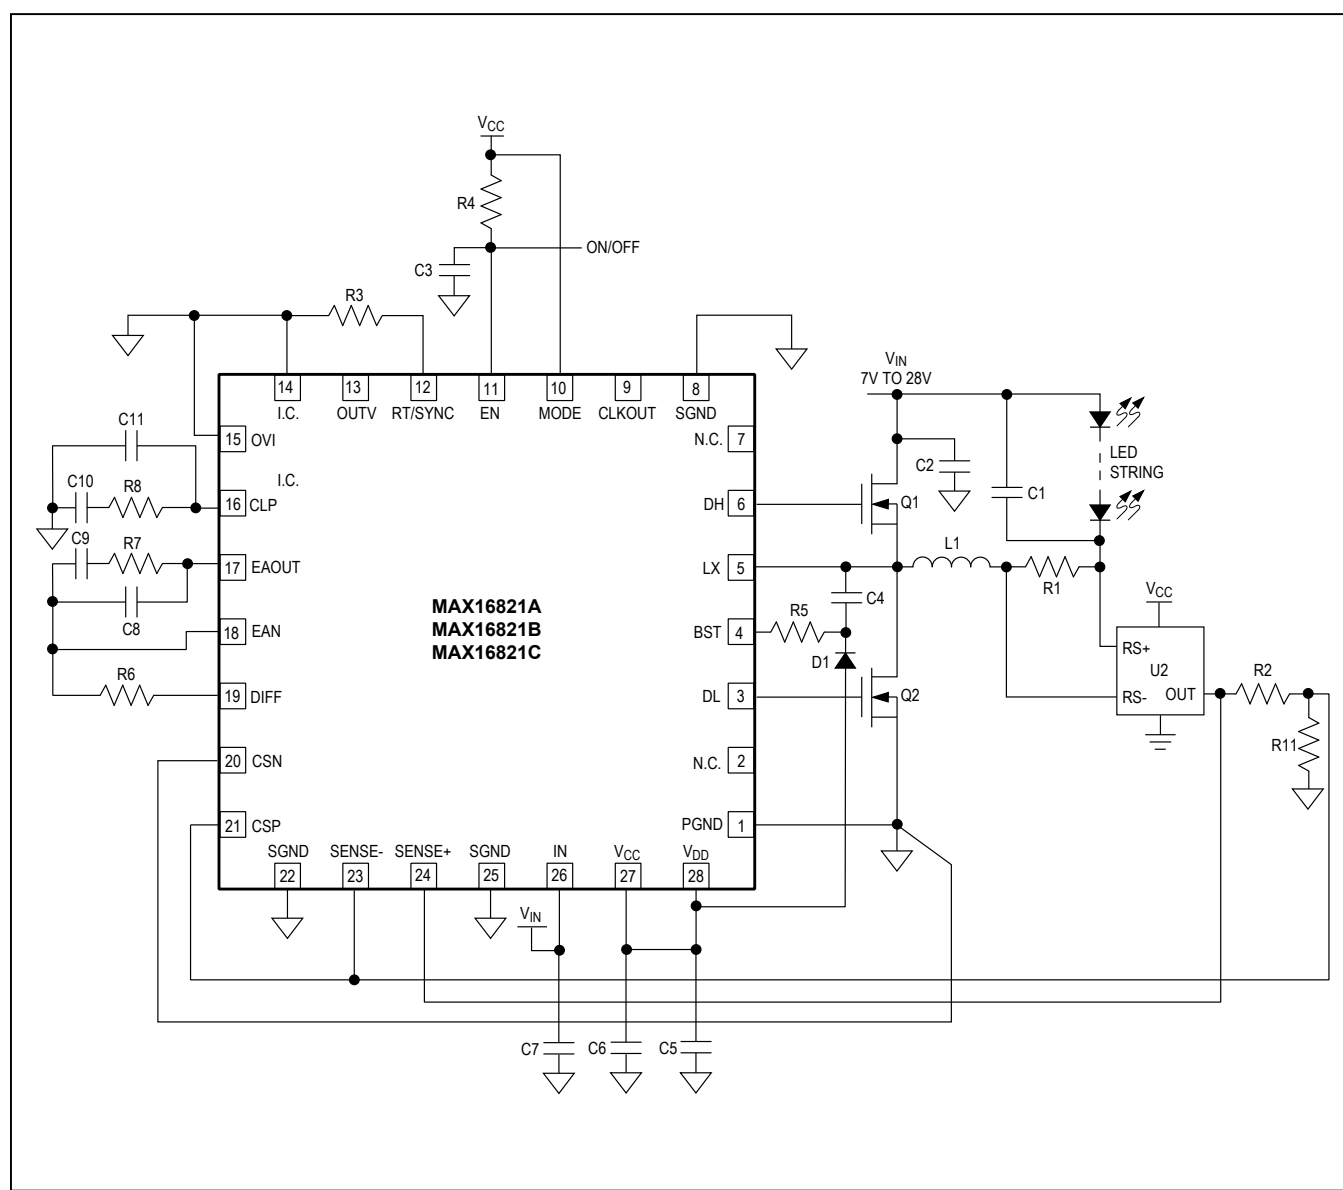 VCC
R4
ON/OFF
C3
R3
VIN
7V TO 28V
14
13
12
11
10
9
8
I.C.
OUTV
RT/SYNC
EN
MODE
CLKOUT
SGND
C11
15
OVI
N.C.
7
C2
LED
STRING
I.C.
C10
R8
16
CLP
DH
6
Q1
C1
C9
R7
17
EAOUT
LX
5
L1
R1
C8
C4
VCC
MAX16821A
MAX16821B
MAX16821C
18
EAN
BST
4
R5
D1
RS+
U2
RS-
OUT
R2
R6
19
DIFF
DL
3
Q2
R11
20
CSN
N.C.
2
21
CSP
PGND
1
SGND
SENSE-
SENSE+
SGND
IN
VCC
VDD
22
23
24
25
26
27
28
VIN
C7
C6
C5